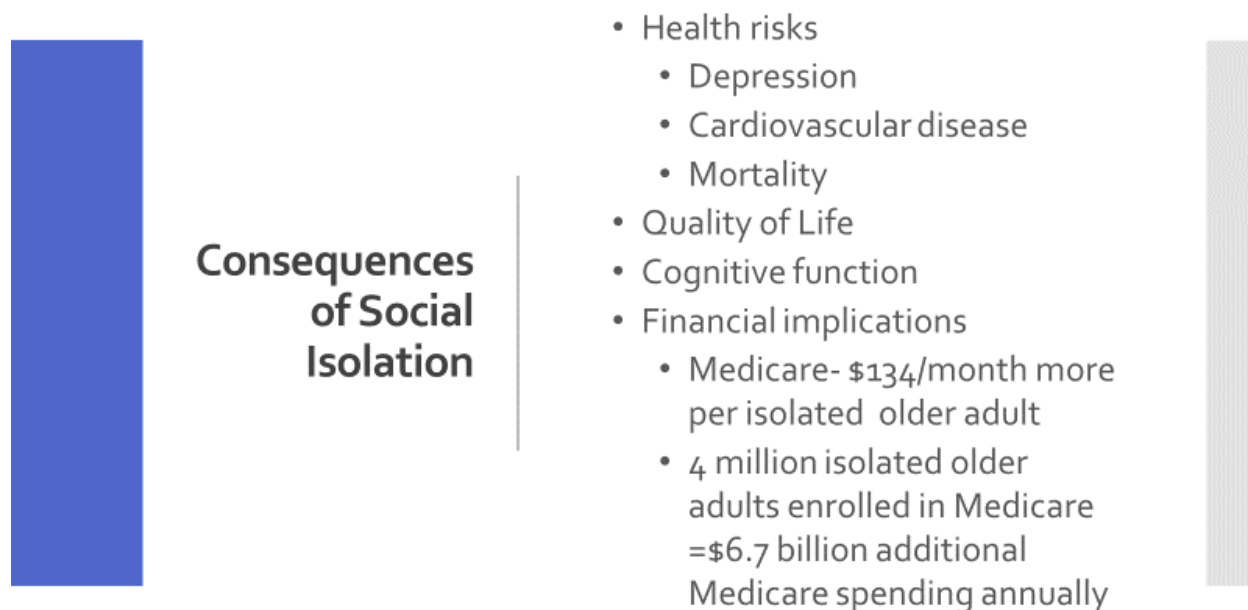 Consequences
of Social
Isolation
• Health risks
• Depression
• Cardiovascular disease
• Mortality
• Quality of Life
• Cognitive function
• Financial implications
• Medicare- $134/month more
per isolated  older adult
• 4 million isolated older
adults enrolled in Medicare
=$6.7 billion additional
Medicare spending annually